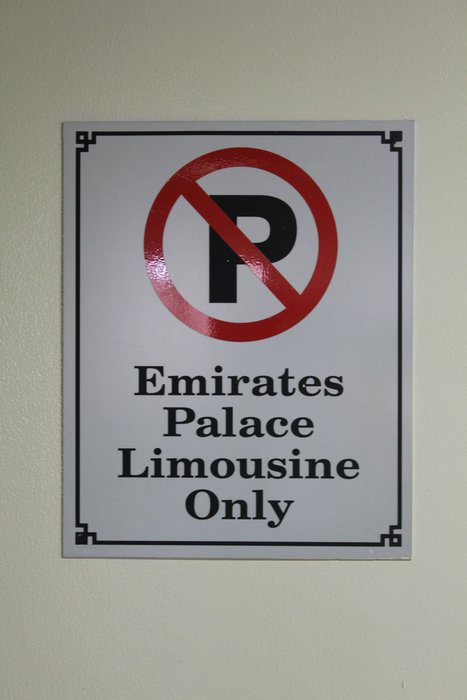 P
Emirates
Palace
Limousine
Only